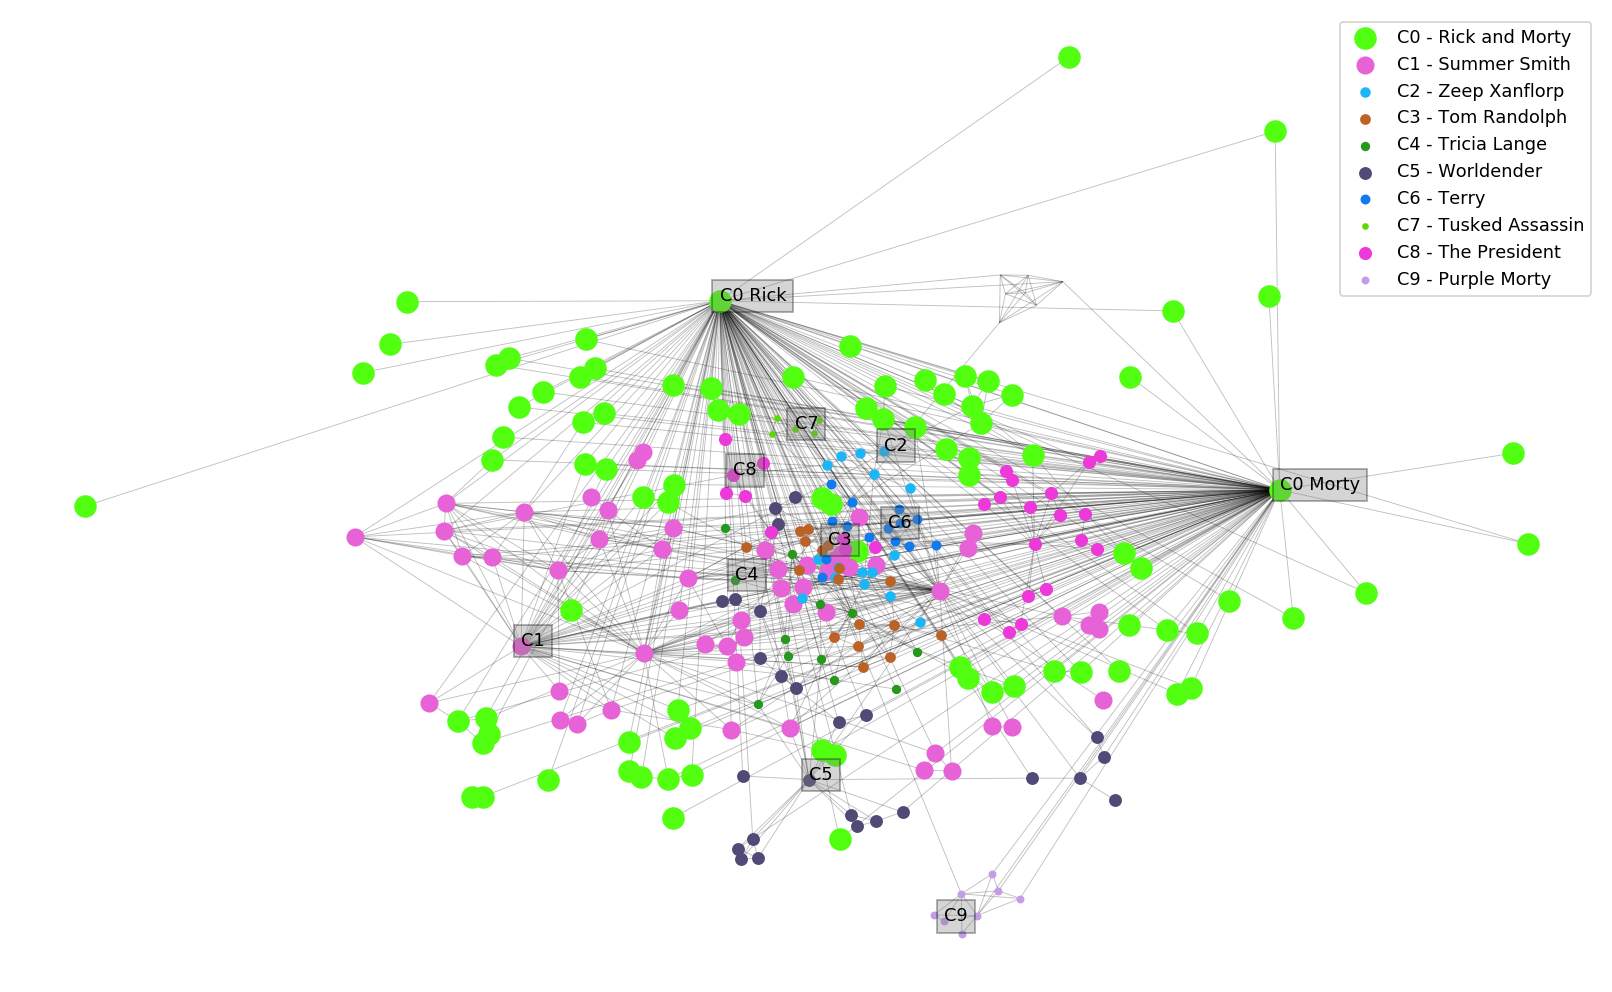 C0 - Rick and Morty
C1 - Summer Smith
C2 - Zeep Xanflorp
C3 - Tom Randolph
C4 - Tricia Lange
C5 - Worldender
C6 - Terry
C7 - Tusked Assassin
C8 - The President
C9 - Purple Morty
C0 Rick
C7
C2
C8
C0 Morty
C6
C3
C4
C1
C5
C9